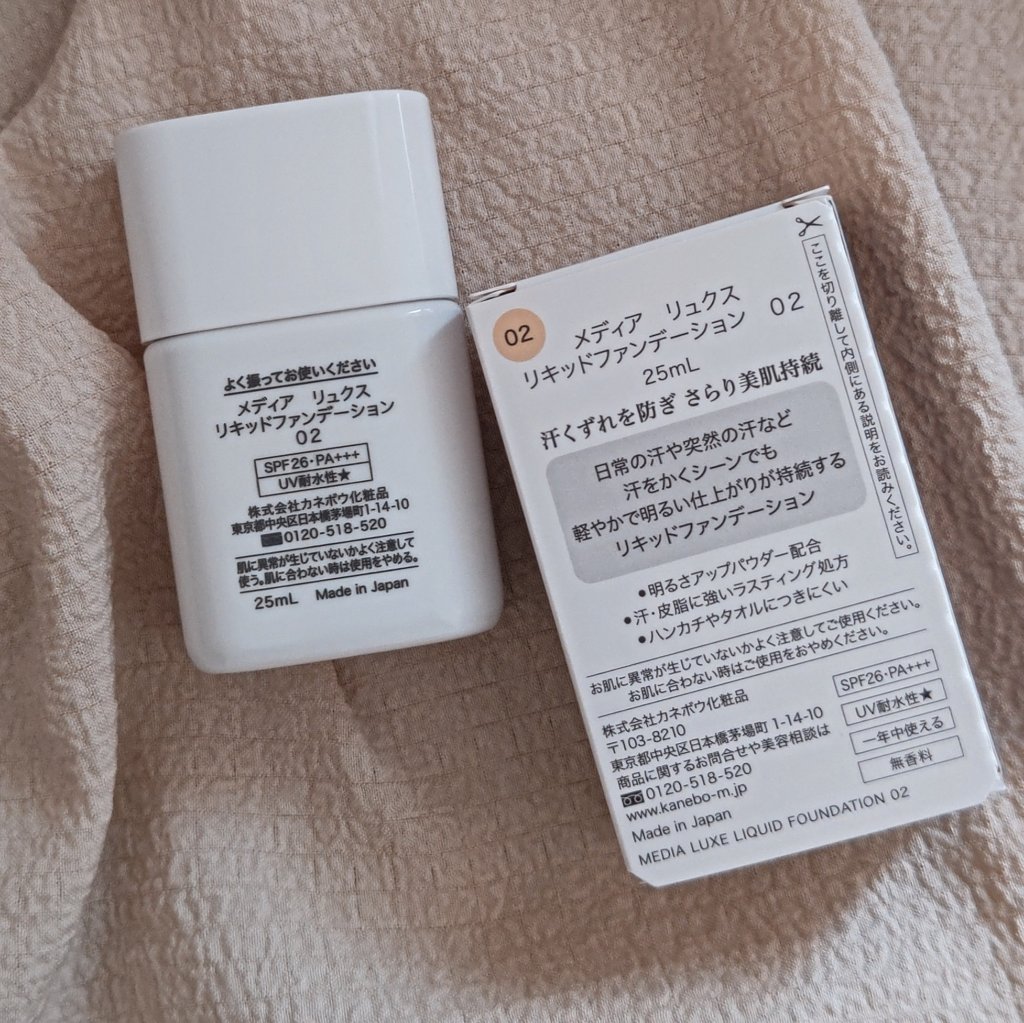 よく振ってお使いください
メディア　リュクス
リキッドファンデーション
02
SPF26・PA+++
UV耐水性★
株式会社カネボウ化粧品
東京都中央区日本橋茅場町1-14-10
0120-518-520
肌に異常が生じていないかよく注意して
使う。肌に合わない時は使用をやめる。
25mL　Made in Japan
02
メディア　リュクス
リキッドファンデーション　02
25mL
汗くずれを防ぎ さらり美肌持続
日常の汗や突然の汗など
汗をかくシーンでも
軽やかで明るい仕上がりが持続する
リキッドファンデーション
•明るさアップパウダー配合
•汗・皮脂に強いラスティング処方
•ハンカチやタオルにつきにくい
お肌に異常が生じていないかよく注意してご使用ください。
お肌に合わない時はご使用をおやめください。
株式会社カネボウ化粧品
〒103-8210
東京都中央区日本橋茅場町 1-14-10
商品に関するお問合せや美容相談は
0120-518-520
www.kanebo-m.jp
Made in Japan
MEDIA LUXE LIQUID FOUNDATION 02
SPF26・PA+++
UV耐水性★
一年中使える
無香料
ここを切り離して内側にある説明をお読みください。